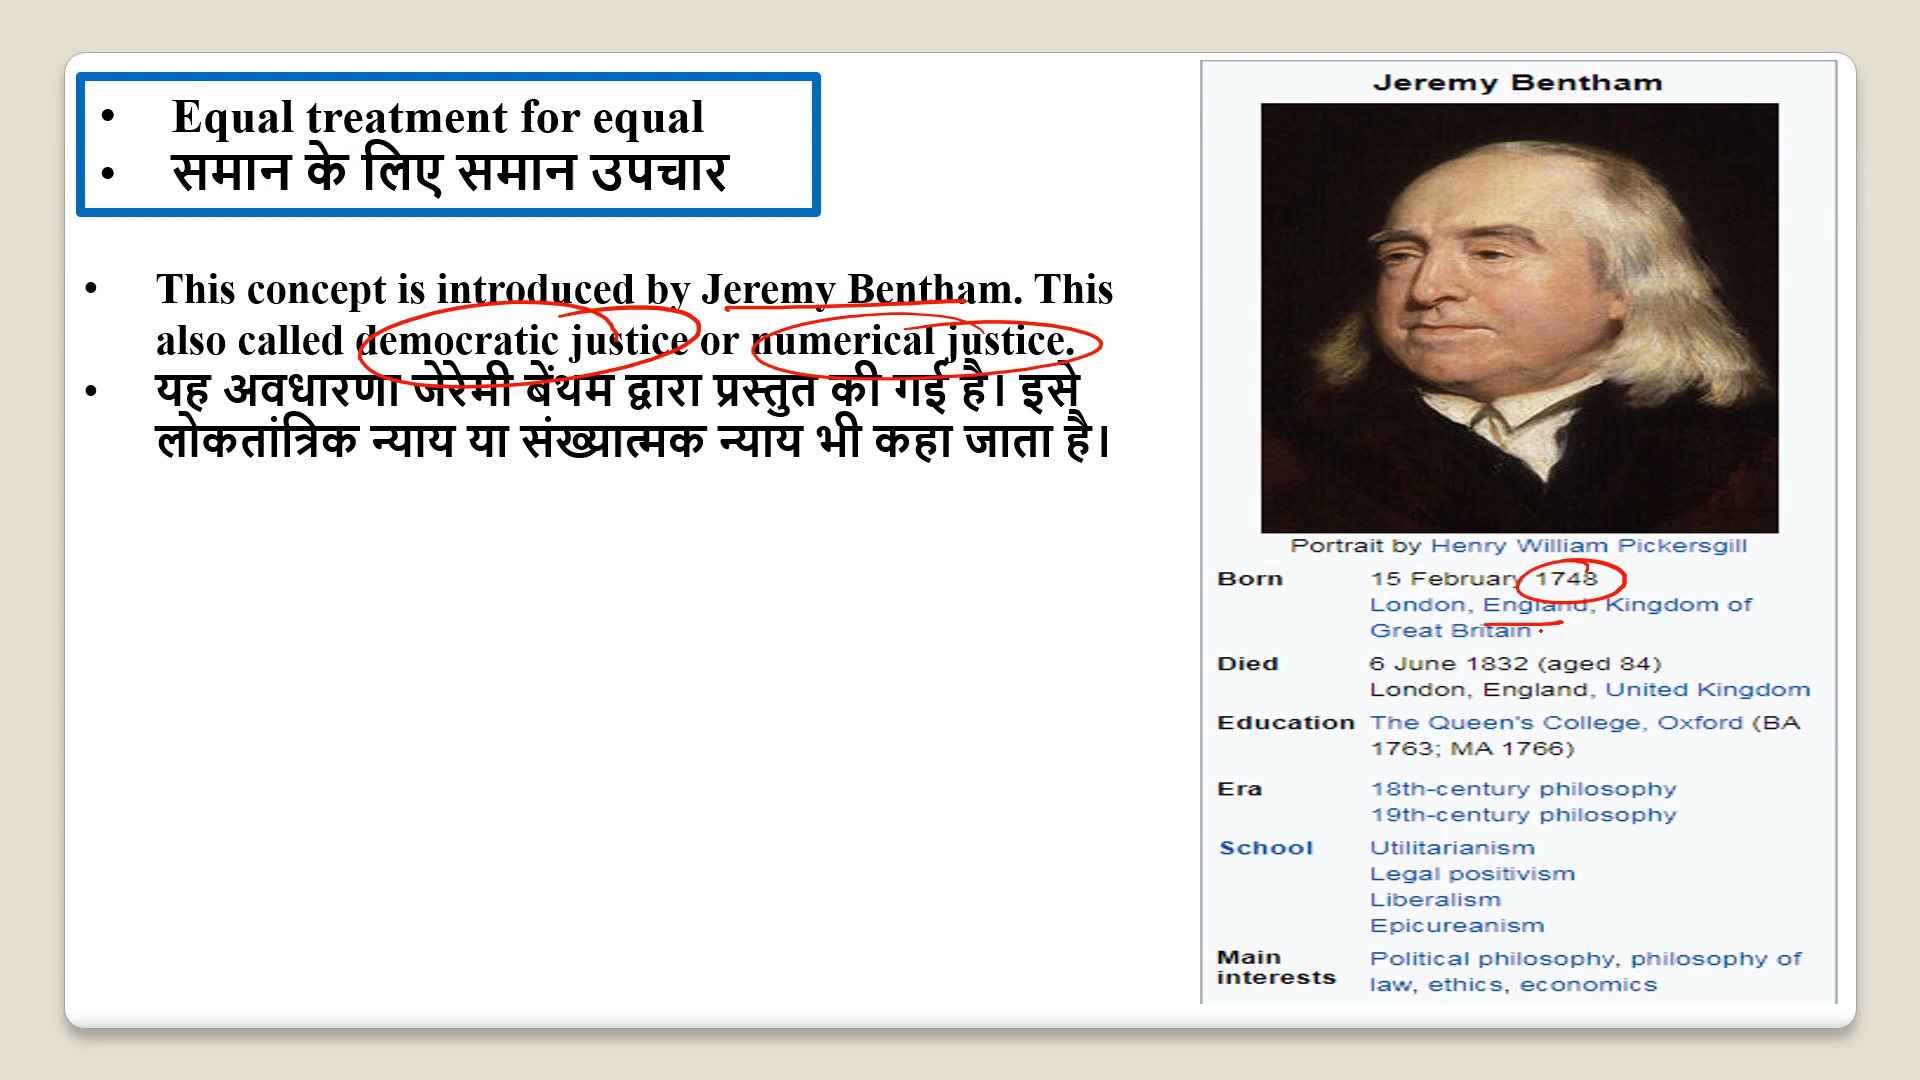 • Equal treatment for equal
• समान के लिए समान उपचार
• This concept is introduced by Jeremy Bentham. This
also called democratic justice or numerical justice.
• यह अवधारणा जेरेमी बेंथम द्वारा प्रस्तुत की गई है। इसे
लोकतांत्रिक न्याय या संख्यात्मक न्याय भी कहा जाता है।
Jeremy Bentham
Portrait by Henry William Pickersgill
Born 15 February 1748
London, England, Kingdom of
Great Britain
Died 6 June 1832 (aged 84)
London, England, United Kingdom
Education The Queen's College, Oxford (BA
1763; MA 1766)
Era 18th-century philosophy
19th-century philosophy
School Utilitarianism
Legal positivism
Liberalism
Epicureanism
Main interests Political philosophy, philosophy of
law, ethics, economics